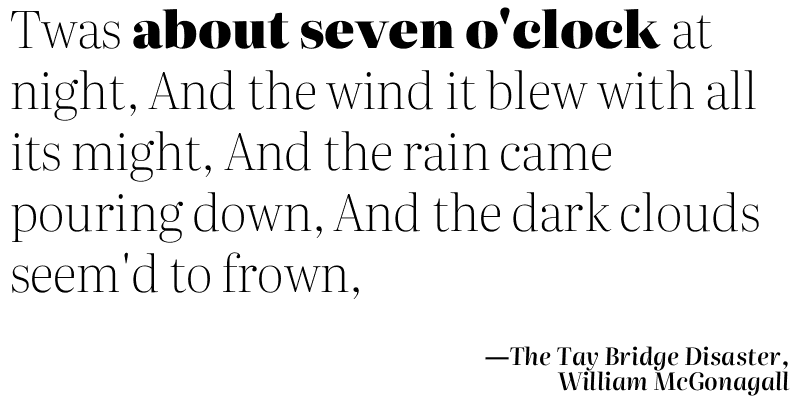 Twas about seven o'clock at
night, And the wind it blew with all
its might, And the rain came
pouring down, And the dark clouds
seem'd to frown,
—The Tay Bridge Disaster,
William McGonagall